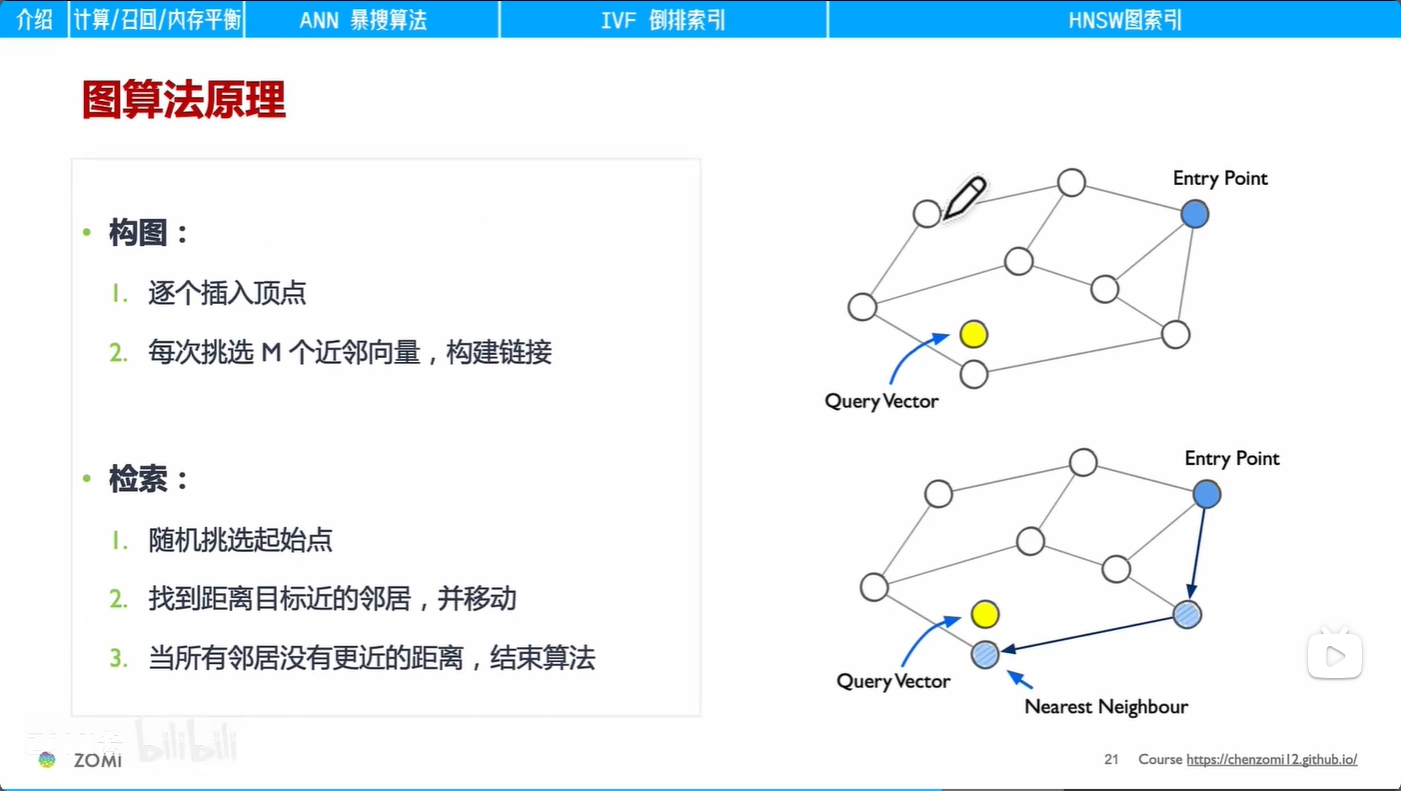 介绍
计算/召回/内存平衡
ANN 暴搜算法
IVF 倒排索引
HNSW图索引
图算法原理
• 构图：
1. 逐个插入顶点
2. 每次挑选 M 个近邻向量，构建链接
• 检索：
1. 随机挑选起始点
2. 找到距离目标近的邻居，并移动
3. 当所有邻居没有更近的距离，结束算法
Entry Point
Query Vector
Entry Point
Query Vector
Nearest Neighbour
bilibili
ZOMI
21 Course https://chenzomi12.github.io/